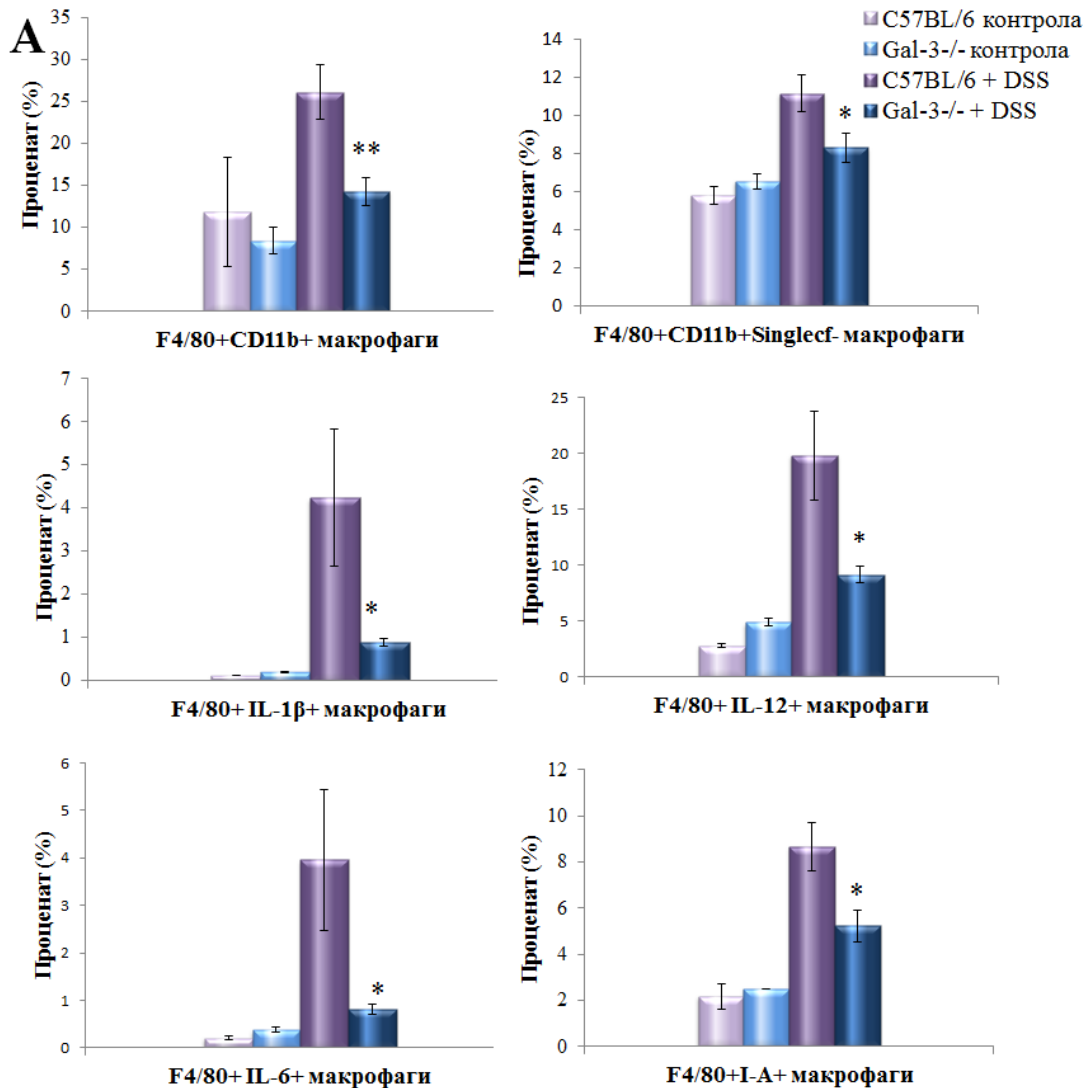 A
C57BL/6 контрола
Gal-3-/- контрола
C57BL/6 + DSS
Gal-3-/- + DSS
Проценат (%)
35
30
25
20
15
10
5
0
**
F4/80+CD11b+ макрофаги
Проценат (%)
14
12
10
8
6
4
2
0
*
F4/80+CD11b+Singlecf- макрофаги
Проценат (%)
7
6
5
4
3
2
1
0
*
F4/80+ IL-1β+ макрофаги
Проценат (%)
25
20
15
10
5
0
*
F4/80+ IL-12+ макрофаги
Проценат (%)
6
5
4
3
2
1
0
*
F4/80+ IL-6+ макрофаги
Проценат (%)
12
10
8
6
4
2
0
*
F4/80+I-A+ макрофаги